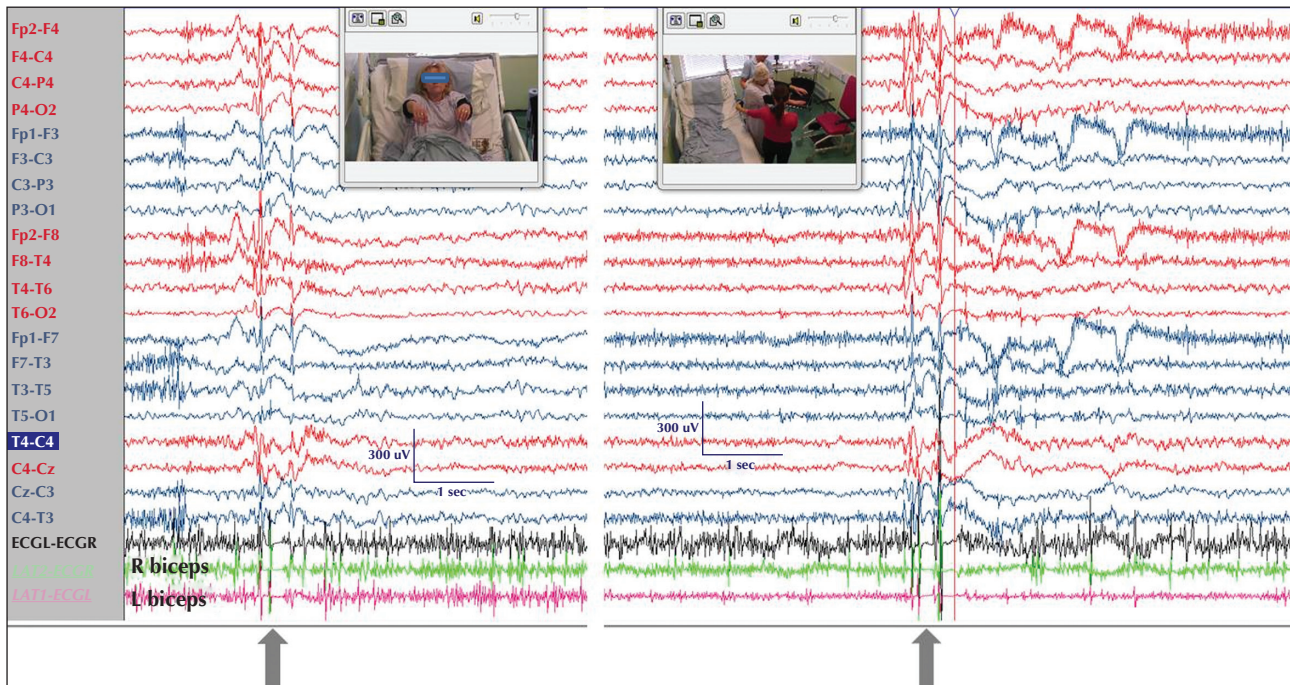 Fp2-F4
F4-C4
C4-P4
P4-O2
Fp1-F3
F3-C3
C3-P3
P3-O1
Fp2-F8
F8-T4
T4-T6
T6-O2
Fp1-F7
F7-T3
T3-T5
T5-O1
T4-C4
C4-Cz
Cz-C3
C4-T3
ECGL-ECGR
R biceps
LAT1-ECGL
L biceps
300 uV
1 sec
300 uV
1 sec